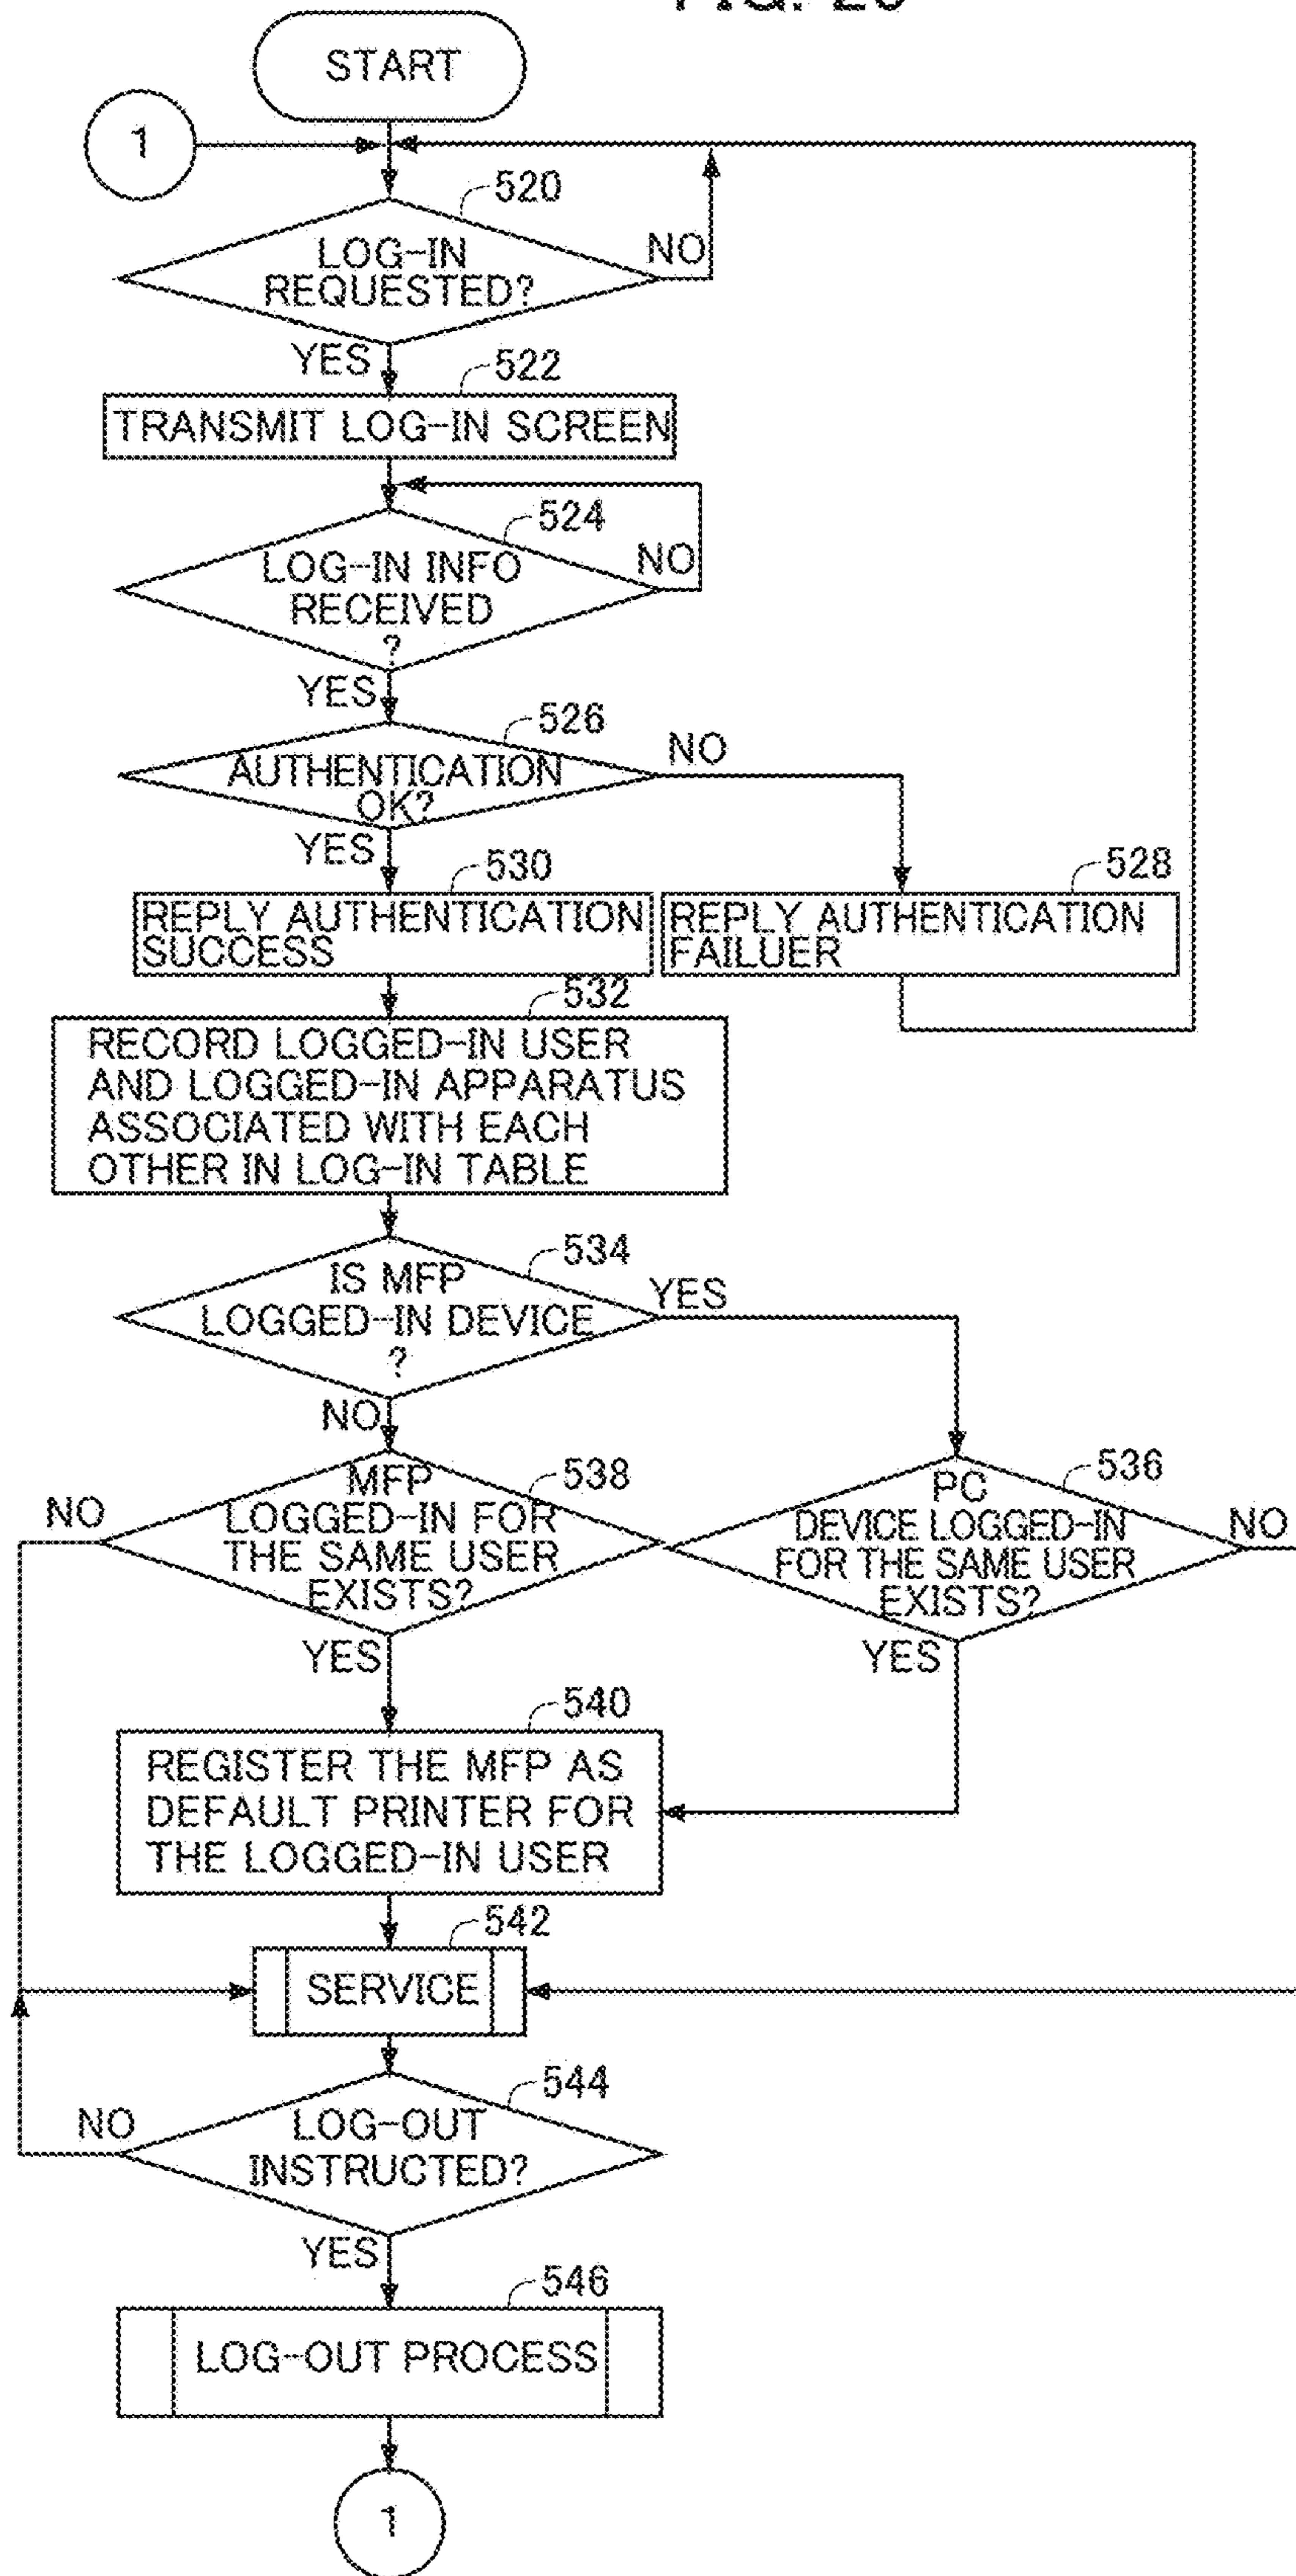 START
1
520
LOG-IN
REQUESTED?
NO
YES
522
TRANSMIT LOG-IN SCREEN
524
LOG-IN INFO
RECEIVED
?
NO
YES
526
AUTHENTICATION
OK?
NO
YES
530
REPLY AUTHENTICATION
SUCCESS
528
REPLY AUTHENTICATION
FAILUER
532
RECORD LOGGED-IN USER
AND LOGGED-IN APPARATUS
ASSOCIATED WITH EACH
OTHER IN LOG-IN TABLE
534
IS MFP
LOGGED-IN DEVICE
?
YES
NO
538
MFP
LOGGED-IN FOR
THE SAME USER
EXISTS?
NO
YES
536
PC
DEVICE LOGGED-IN
FOR THE SAME USER
EXISTS?
NO
YES
540
REGISTER THE MFP AS
DEFAULT PRINTER FOR
THE LOGGED-IN USER
542
SERVICE
544
LOG-OUT
INSTRUCTED?
NO
YES
546
LOG-OUT PROCESS
1